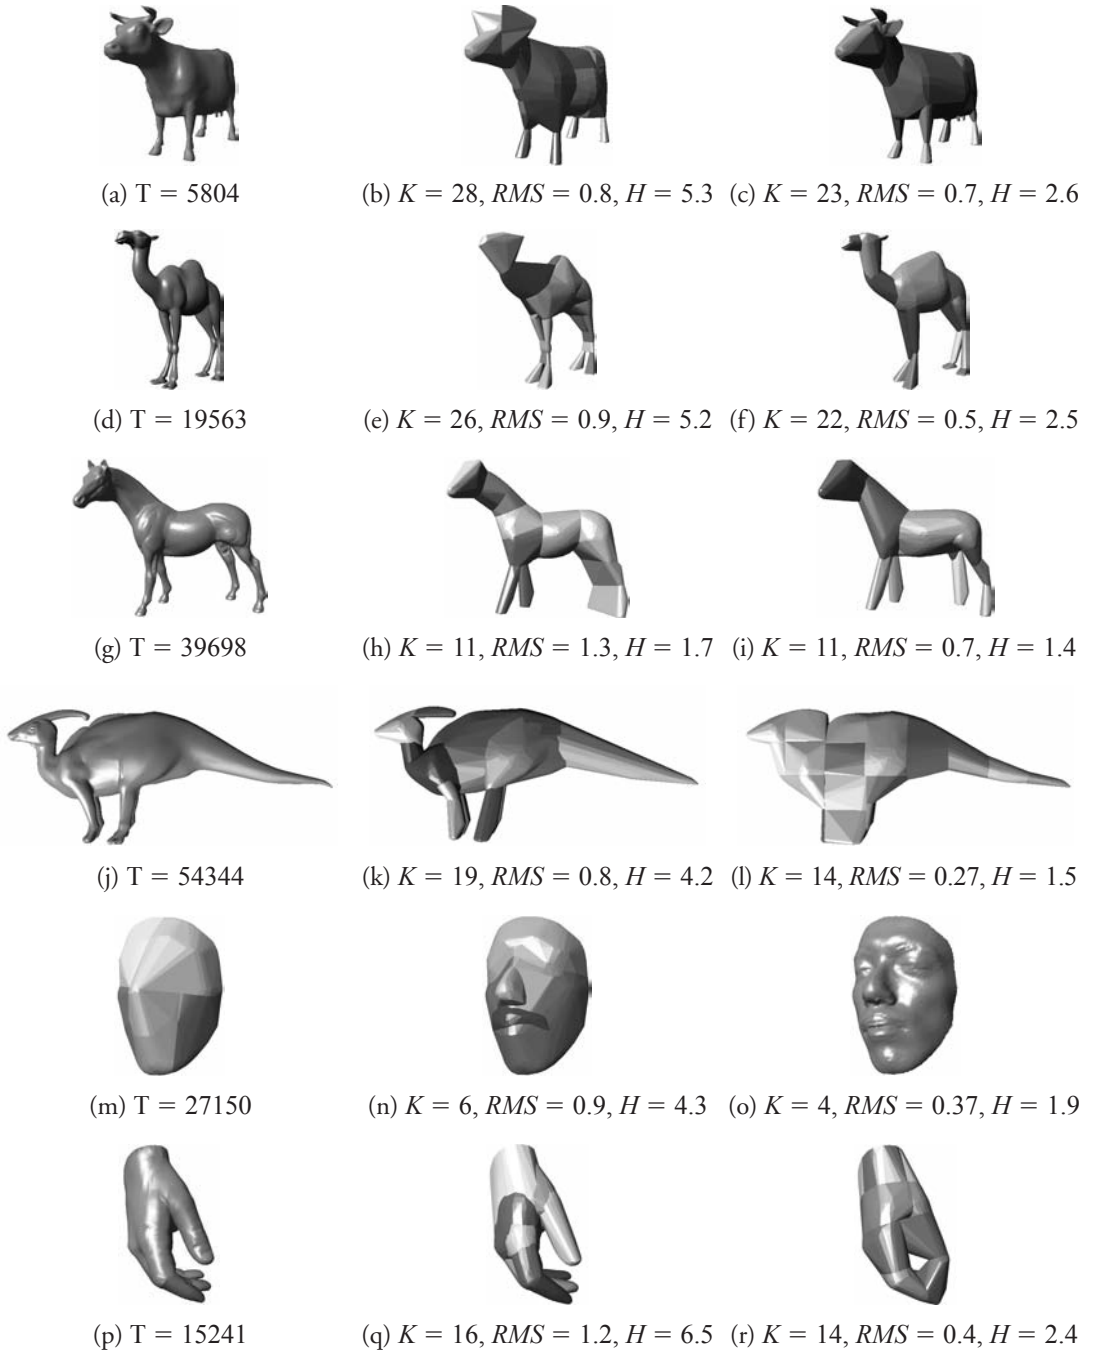 (a) T = 5804 (b) K = 28, RMS = 0.8, H = 5.3 (c) K = 23, RMS = 0.7, H = 2.6
(d) T = 19563 (e) K = 26, RMS = 0.9, H = 5.2 (f) K = 22, RMS = 0.5, H = 2.5
(g) T = 39698 (h) K = 11, RMS = 1.3, H = 1.7 (i) K = 11, RMS = 0.7, H = 1.4
(j) T = 54344 (k) K = 19, RMS = 0.8, H = 4.2 (l) K = 14, RMS = 0.27, H = 1.5
(m) T = 27150 (n) K = 6, RMS = 0.9, H = 4.3 (o) K = 4, RMS = 0.37, H = 1.9
(p) T = 15241 (q) K = 16, RMS = 1.2, H = 6.5 (r) K = 14, RMS = 0.4, H = 2.4